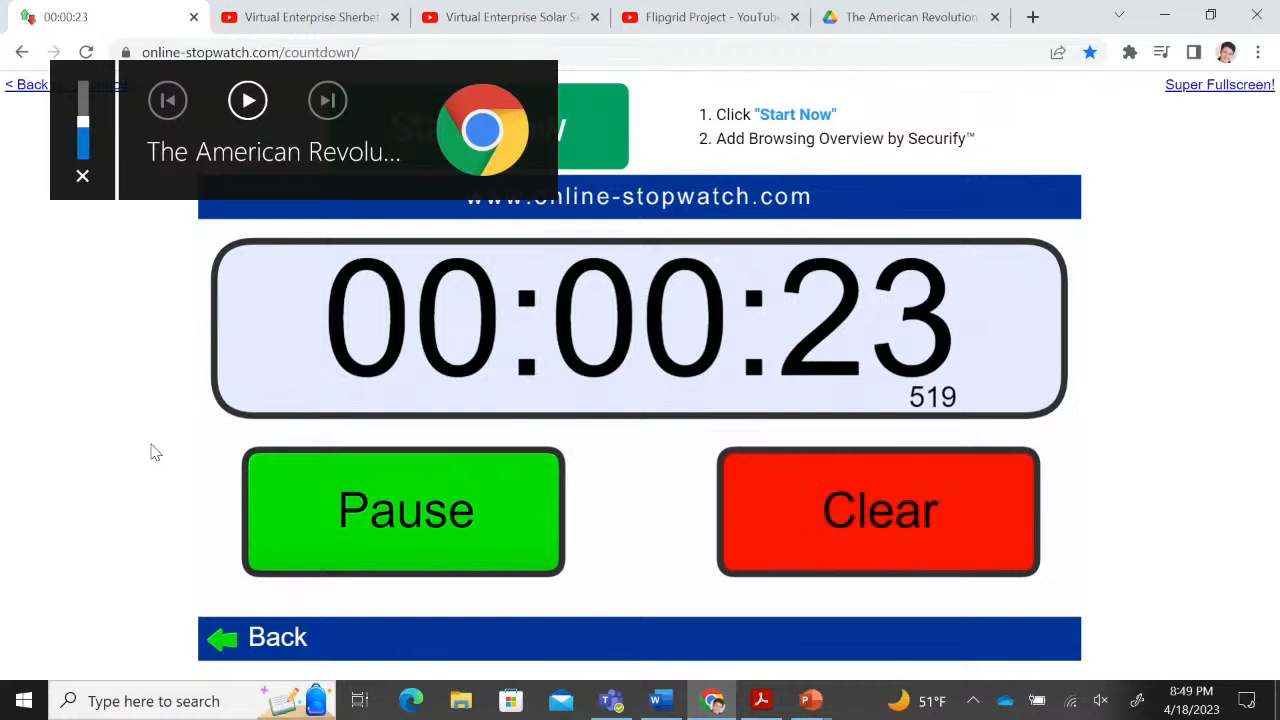 00:00:23
Virtual Enterprise Sherbet
Virtual Enterprise Solar S
Flipgrid Project - YouTube
The American Revolution
online-stopwatch.com/countdown/
< Back
Super Fullscreen!
The American Revolu...
1. Click "Start Now"
2. Add Browsing Overview by Securify™
www.online-stopwatch.com
00:00:23
519
Pause
Clear
Back
Type here to search
51°F
8:49 PM
4/18/2023